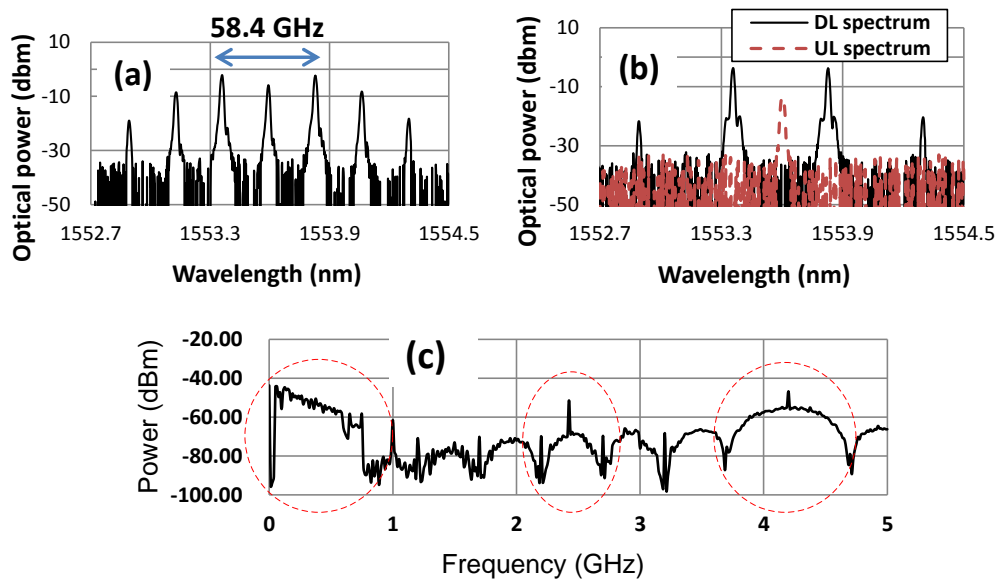 58.4 GHz
(a)
Optical power (dbm)
10
-10
-30
-50
1552.7
1553.3
1553.9
1554.5
Wavelength (nm)
DL spectrum
UL spectrum
(b)
Optical power (dbm)
10
-10
-30
-50
1552.7
1553.3
1553.9
1554.5
Wavelength (nm)
(c)
Power (dBm)
-20.00
-40.00
-60.00
-80.00
-100.00
0
1
2
3
4
5
Frequency (GHz)